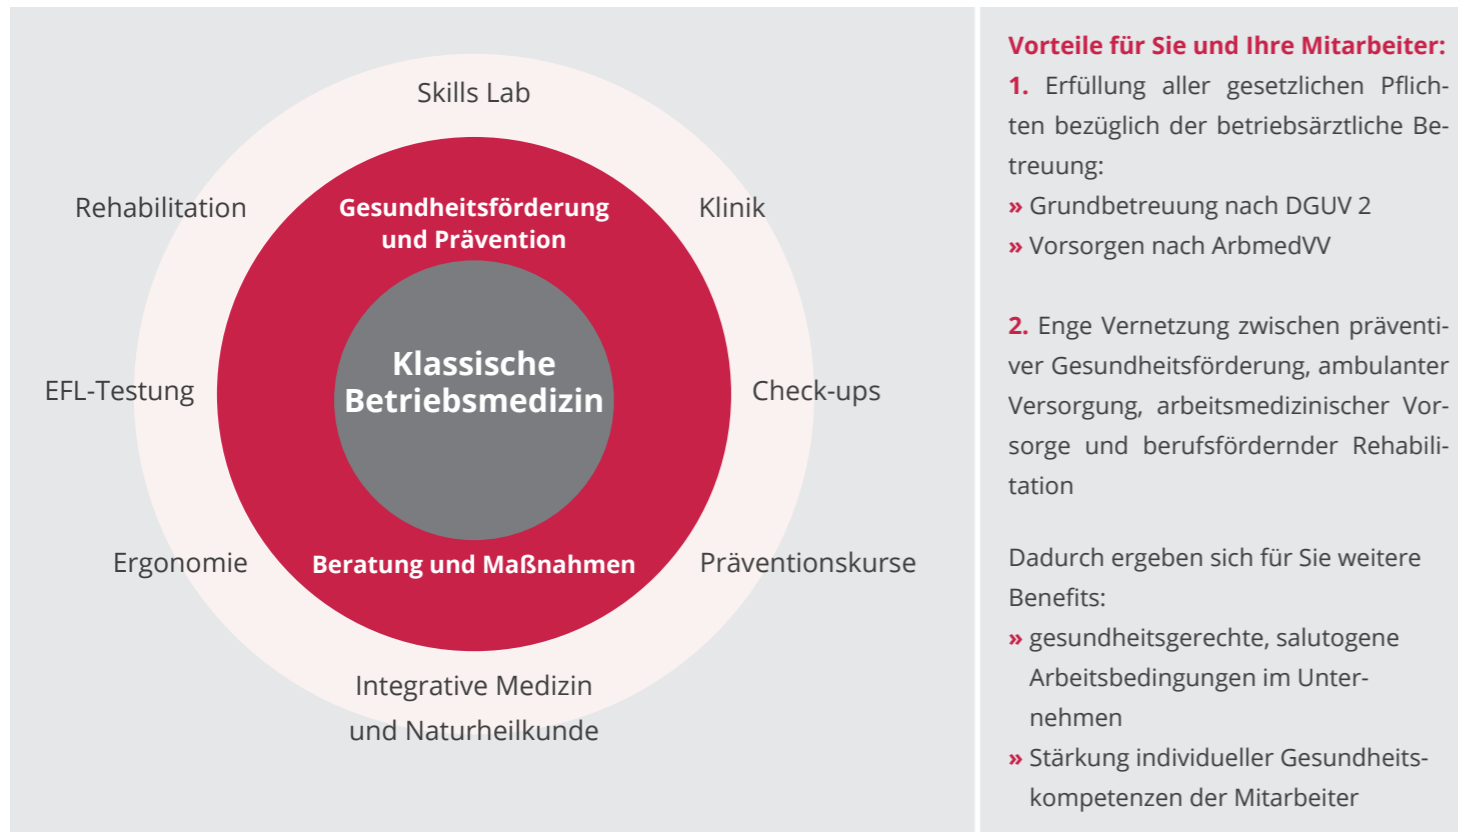 Skills Lab
Rehabilitation
Gesundheitsförderung
und Prävention
Klinik
EFL-Testung
Klassische
Betriebsmedizin
Check-ups
Ergonomie
Beratung und Maßnahmen
Präventionskurse
Integrative Medizin
und Naturheilkunde
Vorteile für Sie und Ihre Mitarbeiter:
1. Erfüllung aller gesetzlichen Pflich-
ten bezüglich der betriebsärztliche Be-
treuung:
» Grundbetreuung nach DGUV 2
» Vorsorgen nach ArbmedVV
2. Enge Vernetzung zwischen präventi-
ver Gesundheitsförderung, ambulanter
Versorgung, arbeitsmedizinischer Vor-
sorge und berufsfördernder Rehabili-
tation
Dadurch ergeben sich für Sie weitere
Benefits:
» gesundheitsgerechte, salutogene
Arbeitsbedingungen im Unter-
nehmen
» Stärkung individueller Gesundheits-
kompetenzen der Mitarbeiter